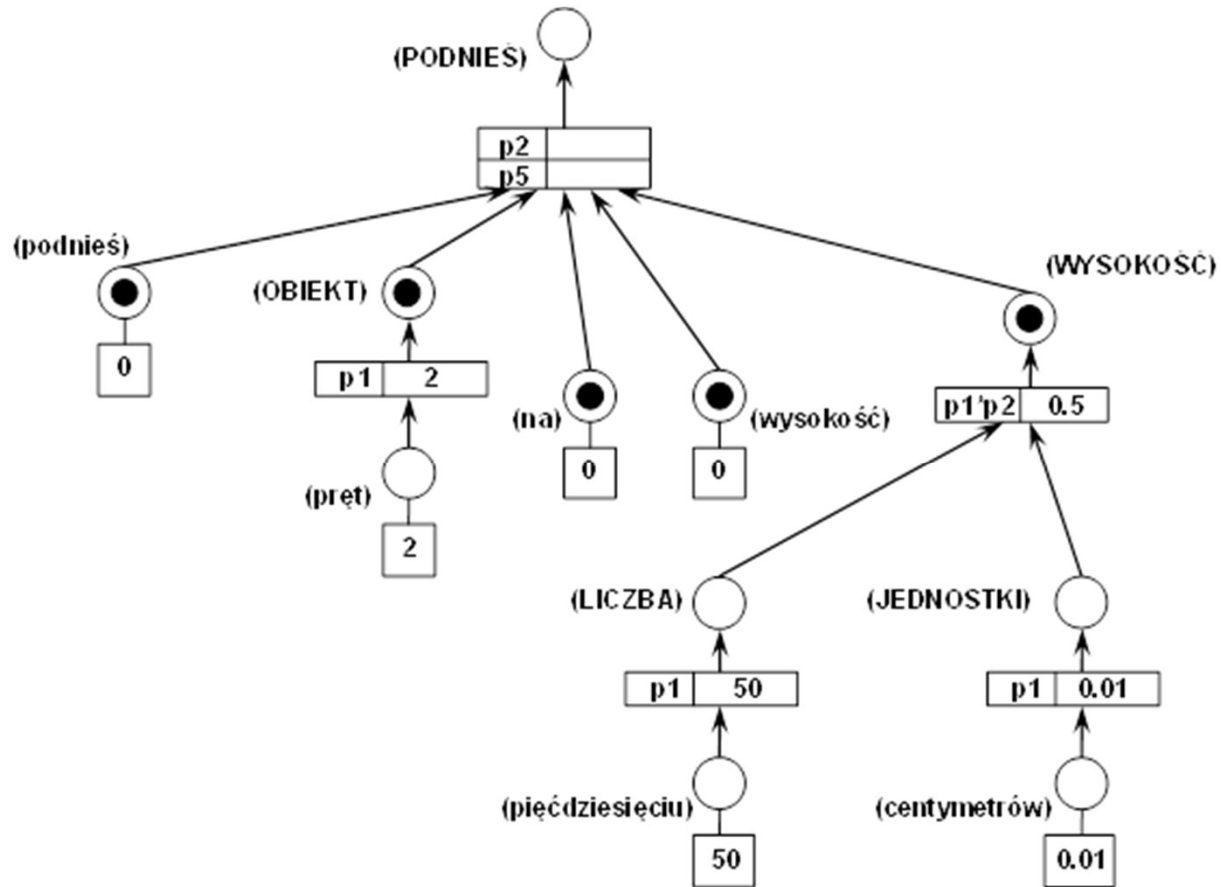 (PODNIEŚ)
p2
p5
(podnieś)
0
(OBIEKT)
p1 2
(pręt)
2
(na)
0
(wysokość)
0
(WYSOKOŚĆ)
p1*p2 0.5
(LICZBA)
p1 50
(pięćdziesięciu)
50
(JEDNOSTKI)
p1 0.01
(centymetrów)
0.01